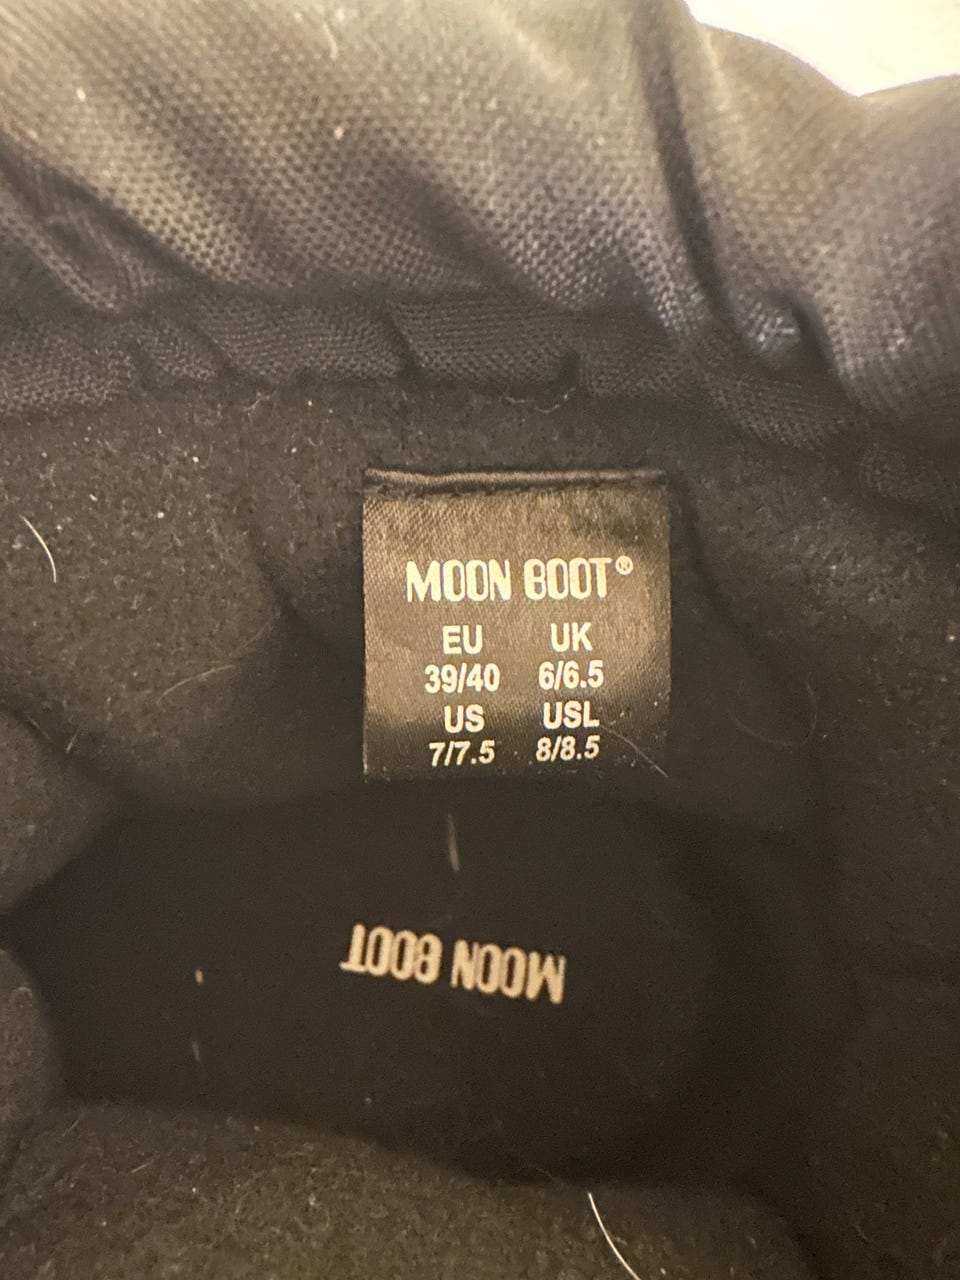 MOON BOOT®
EU UK
39/40 6/6.5
US USL
7/7.5 8/8.5
MOON BOOT